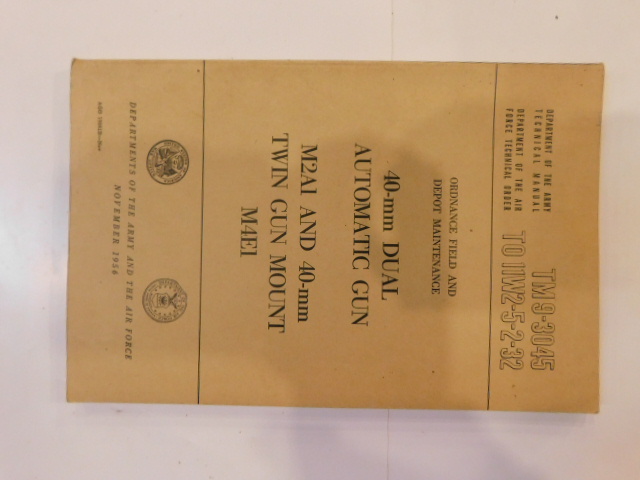 DEPARTMENT OF THE ARMY
TECHNICAL MANUAL
DEPARTMENT OF THE AIR
FORCE TECHNICAL ORDER
TM 9-3045
TO 11W2-5-2-32
ORDNANCE FIELD AND
DEPOT MAINTENANCE
40-mm DUAL
AUTOMATIC GUN
M2A1 AND 40-mm
TWIN GUN MOUNT
M4E1
DEPARTMENTS OF THE ARMY AND THE AIR FORCE
NOVEMBER 1956